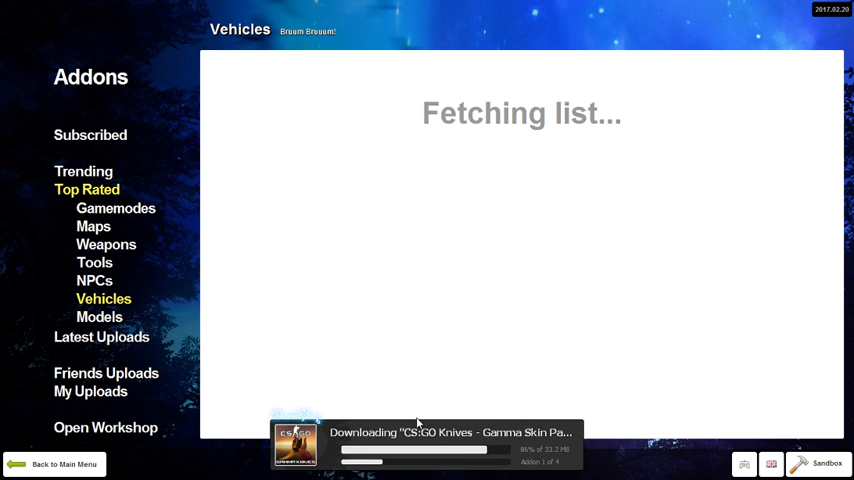 2017.02.20
Vehicles Bruum Bruuum!
Addons
Subscribed
Trending
Top Rated
Gamemodes
Maps
Weapons
Tools
NPCs
Vehicles
Models
Latest Uploads
Friends Uploads
My Uploads
Open Workshop
Fetching list...
CS:GO
GAMMA KNIVES
Downloading "CS:GO Knives - Gamma Skin Pa...
86% of 33.2 MB
Addon 1 of 4
Back to Main Menu
Sandbox